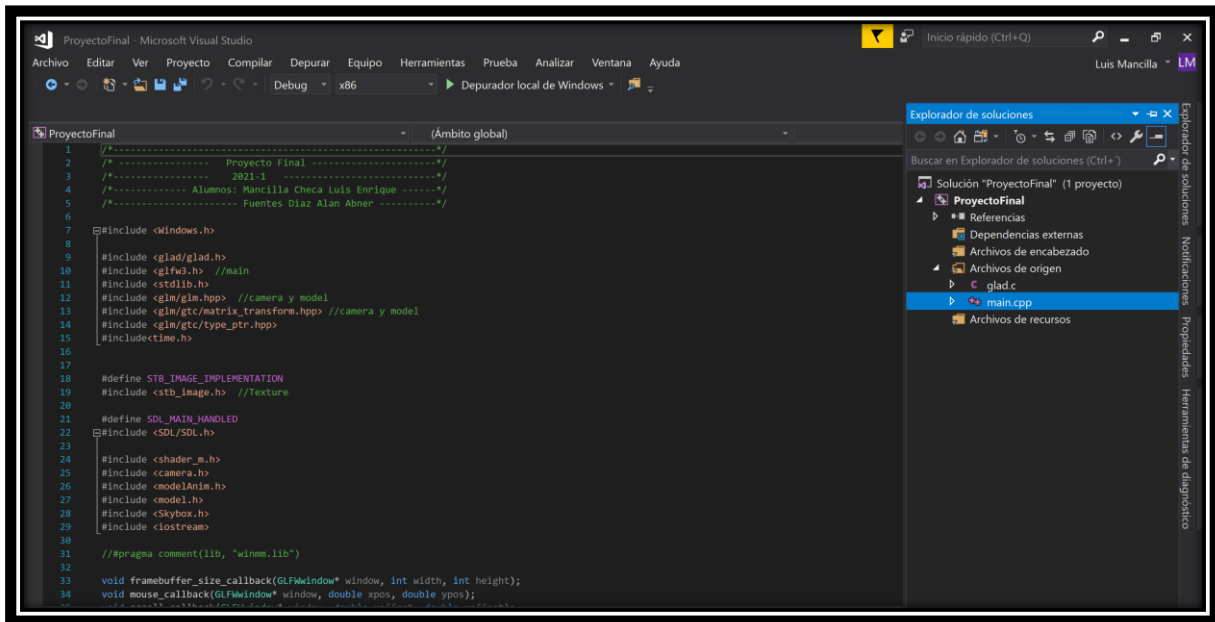 ProyectoFinal - Microsoft Visual Studio
Inicio rápido (Ctrl+Q)
Archivo Editar Ver Proyecto Compilar Depurar Equipo Herramientas Prueba Analizar Ventana Ayuda
Luis Mancilla LM
Debug x86 Depurador local de Windows
ProyectoFinal (Ámbito global)
1 /*---------------------------------------------------------*/
2 /* ---------------- Proyecto Final ----------------------*/
3 /*----------------- 2021-1 ---------------------------*/
4 /*------------- Alumnos: Mancilla Checa Luis Enrique ------*/
5 /*---------------------- Fuentes Diaz Alan Abner ----------*/
6
7 #include <Windows.h>
8
9 #include <glad/glad.h>
10 #include <glfw3.h> //main
11 #include <stdlib.h>
12 #include <glm/glm.hpp> //camera y model
13 #include <glm/gtc/matrix_transform.hpp> //camera y model
14 #include <glm/gtc/type_ptr.hpp>
15 #include<time.h>
16
17
18 #define STB_IMAGE_IMPLEMENTATION
19 #include <stb_image.h> //Texture
20
21 #define SDL_MAIN_HANDLED
22 #include <SDL/SDL.h>
23
24 #include <shader_m.h>
25 #include <camera.h>
26 #include <modelAnim.h>
27 #include <model.h>
28 #include <Skybox.h>
29 #include <iostream>
30
31 //#pragma comment(lib, "winmm.lib")
32
33 void framebuffer_size_callback(GLFWwindow* window, int width, int height);
34 void mouse_callback(GLFWwindow* window, double xpos, double ypos);
Explorador de soluciones
Buscar en Explorador de soluciones (Ctrl+´)
Solución "ProyectoFinal" (1 proyecto)
ProyectoFinal
Referencias
Dependencias externas
Archivos de encabezado
Archivos de origen
glad.c
main.cpp
Archivos de recursos
Explorador de soluciones
Notificaciones
Propiedades
Herramientas de diagnóstico